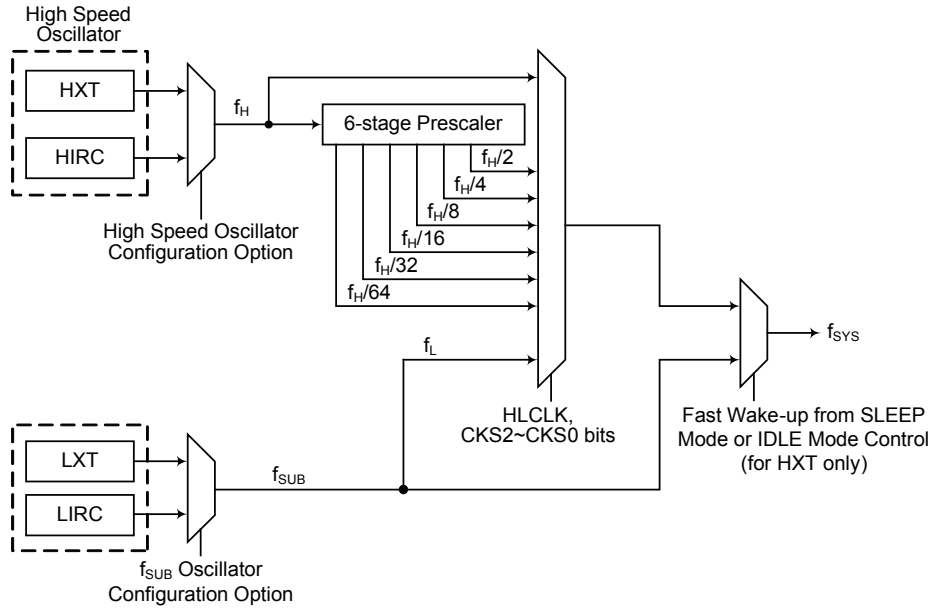 High Speed
Oscillator
HXT
HIRC
High Speed Oscillator
Configuration Option
fH
6-stage Prescaler
fH/2
fH/4
fH/8
fH/16
fH/32
fH/64
fL
HLCLK,
CKS2~CKS0 bits
fSYS
Fast Wake-up from SLEEP
Mode or IDLE Mode Control
(for HXT only)
LXT
LIRC
fSUB
fSUB Oscillator
Configuration Option